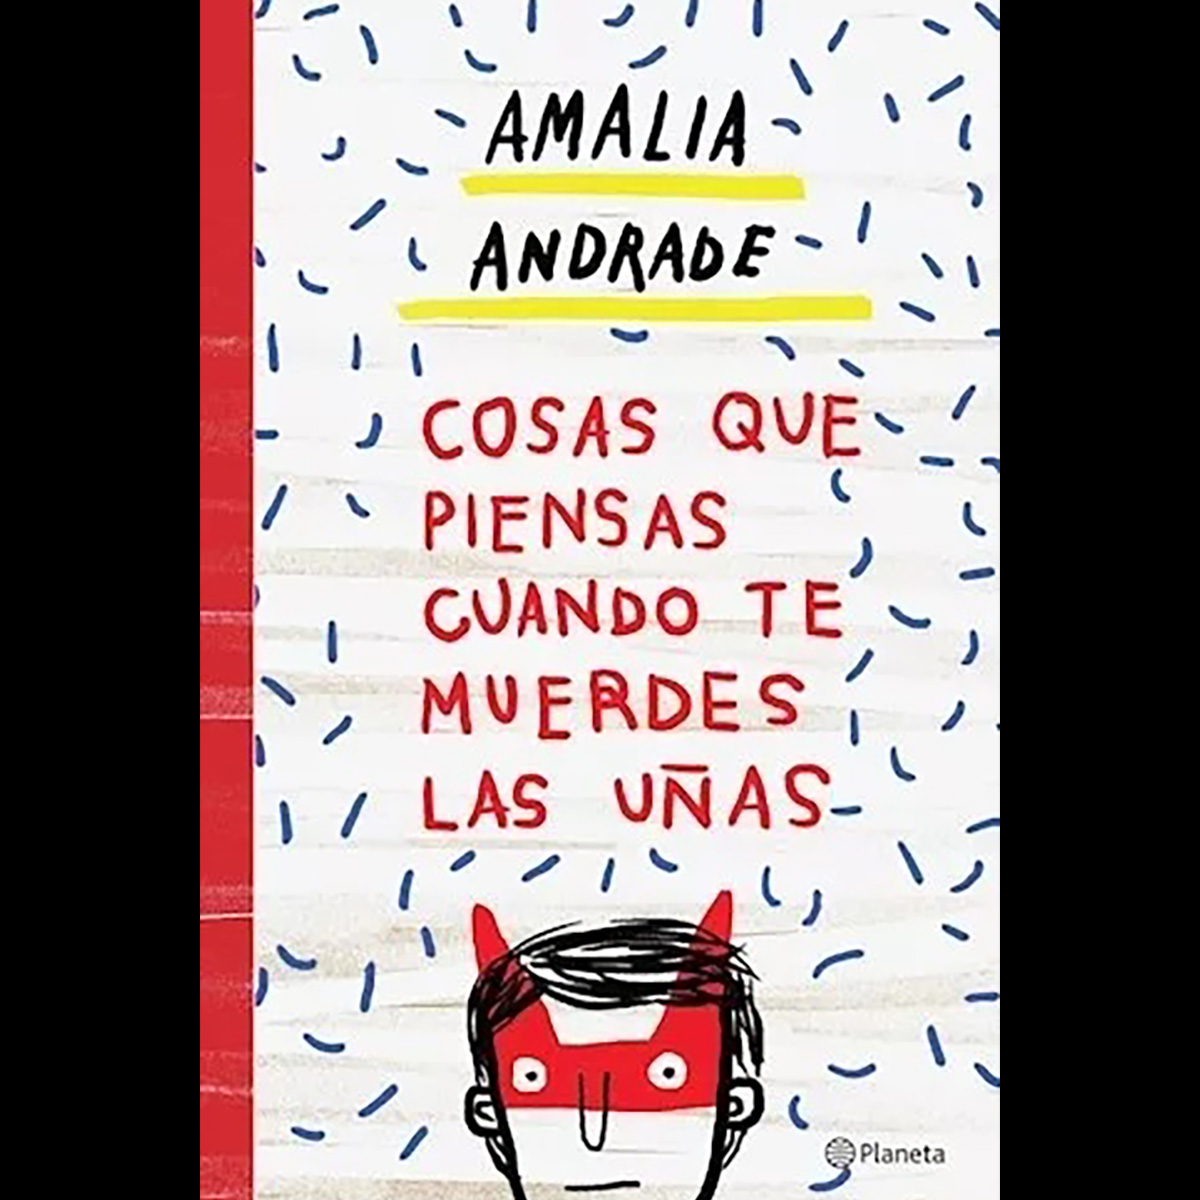 AMALIA
ANDRADE
COSAS QUE
PIENSAS
CUANDO TE
MUERDES
LAS UÑAS
Planeta